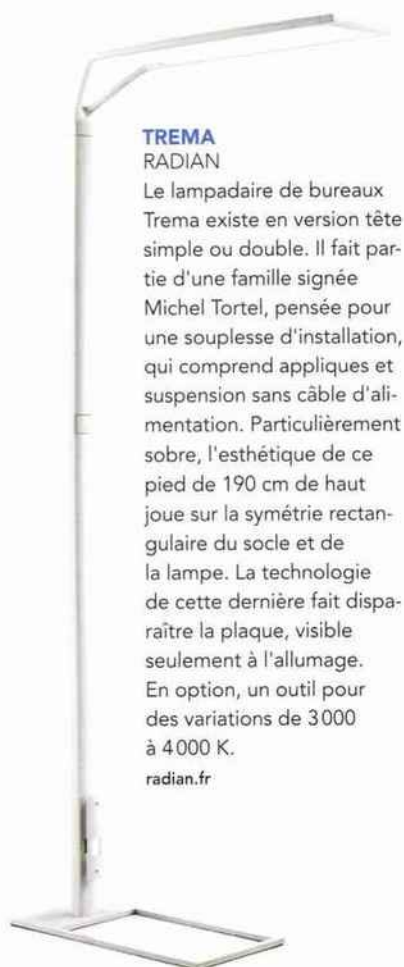 TREMA
RADIAN
Le lampadaire de bureaux
Trema existe en version tête
simple ou double. Il fait par-
tie d'une famille signée
Michel Tortel, pensée pour
une souplesse d'installation,
qui comprend appliques et
suspension sans câble d'ali-
mentation. Particulièrement
sobre, l'esthétique de ce
pied de 190 cm de haut
joue sur la symétrie rectan-
gulaire du socle et de
la lampe. La technologie
de cette dernière fait dispa-
raître la plaque, visible
seulement à l'allumage.
En option, un outil pour
des variations de 3 000
à 4 000 K.
radian.fr